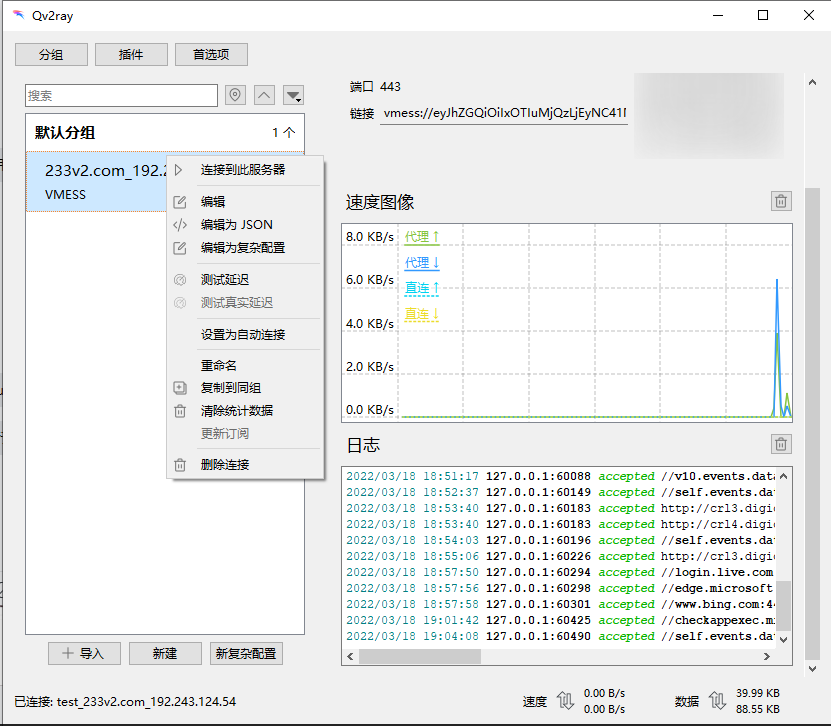 Qv2ray
分组 插件 首选项
搜索
默认分组 1 个
233v2.com_192.2
VMESS
连接到此服务器
编辑
编辑为 JSON
编辑为复杂配置
测试延迟
测试真实延迟
设置为自动连接
重命名
复制到同组
清除统计数据
更新订阅
删除连接
导入 新建 新复杂配置
端口 443
链接 vmess://eyJhZGQiOiIxOTIuMjQzLjEyNC41I
速度图像
8.0 KB/s
6.0 KB/s
4.0 KB/s
2.0 KB/s
0.0 KB/s
代理 ↑
代理 ↓
直连 ↑
直连 ↓
日志
2022/03/18 18:51:17 127.0.0.1:60088 accepted //v10.events.data
2022/03/18 18:52:37 127.0.0.1:60149 accepted //self.events.da
2022/03/18 18:53:40 127.0.0.1:60183 accepted http://crl3.digic
2022/03/18 18:53:40 127.0.0.1:60183 accepted http://crl4.digic
2022/03/18 18:54:03 127.0.0.1:60196 accepted //self.events.da
2022/03/18 18:55:06 127.0.0.1:60226 accepted http://crl3.digic
2022/03/18 18:57:50 127.0.0.1:60294 accepted //login.live.com
2022/03/18 18:57:56 127.0.0.1:60298 accepted //edge.microsoft
2022/03/18 18:57:58 127.0.0.1:60301 accepted //www.bing.com:4
2022/03/18 19:01:42 127.0.0.1:60425 accepted //checkappexec.m
2022/03/18 19:04:08 127.0.0.1:60490 accepted //self.events.da
已连接: test_233v2.com_192.243.124.54
速度 0.00 B/s
0.00 B/s
数据 39.99 KB
88.55 KB